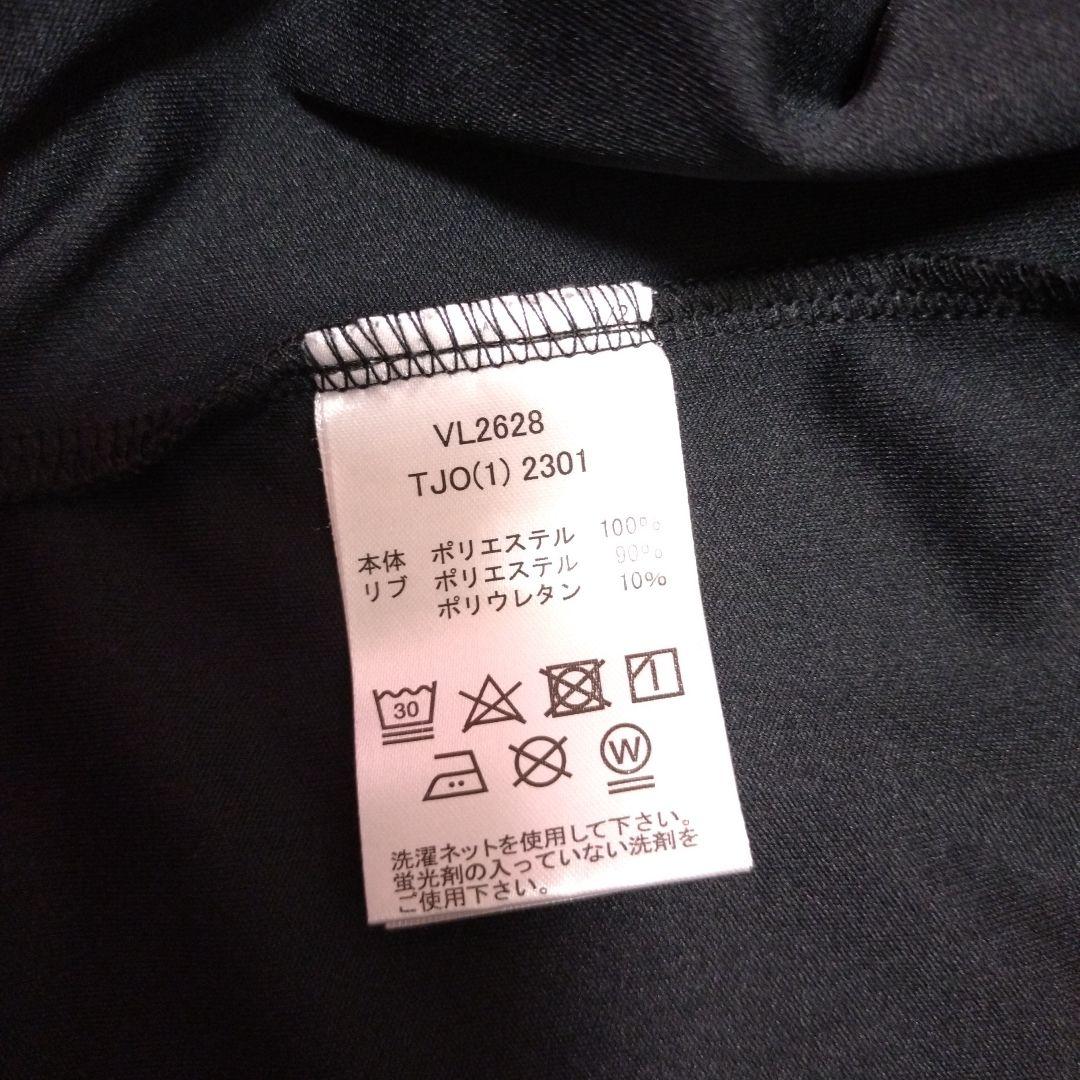 VL2628
TJO(1) 2301
本体 ポリエステル 100%
リブ ポリエステル 90%
ポリウレタン 10%
30
W
洗濯ネットを使用して下さい。
蛍光剤の入っていない洗剤を
ご使用下さい。